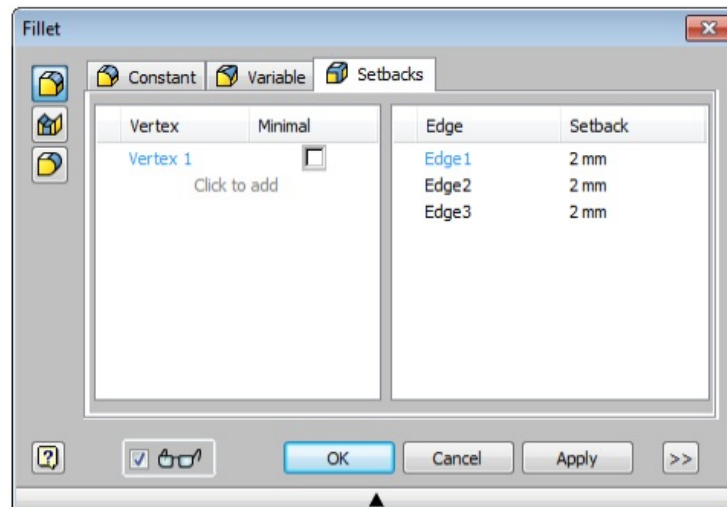 Fillet
Constant Variable Setbacks
Vertex Minimal Edge Setback
Vertex 1 Edge1 2 mm
Click to add Edge2 2 mm
Edge3 2 mm
OK Cancel Apply >>